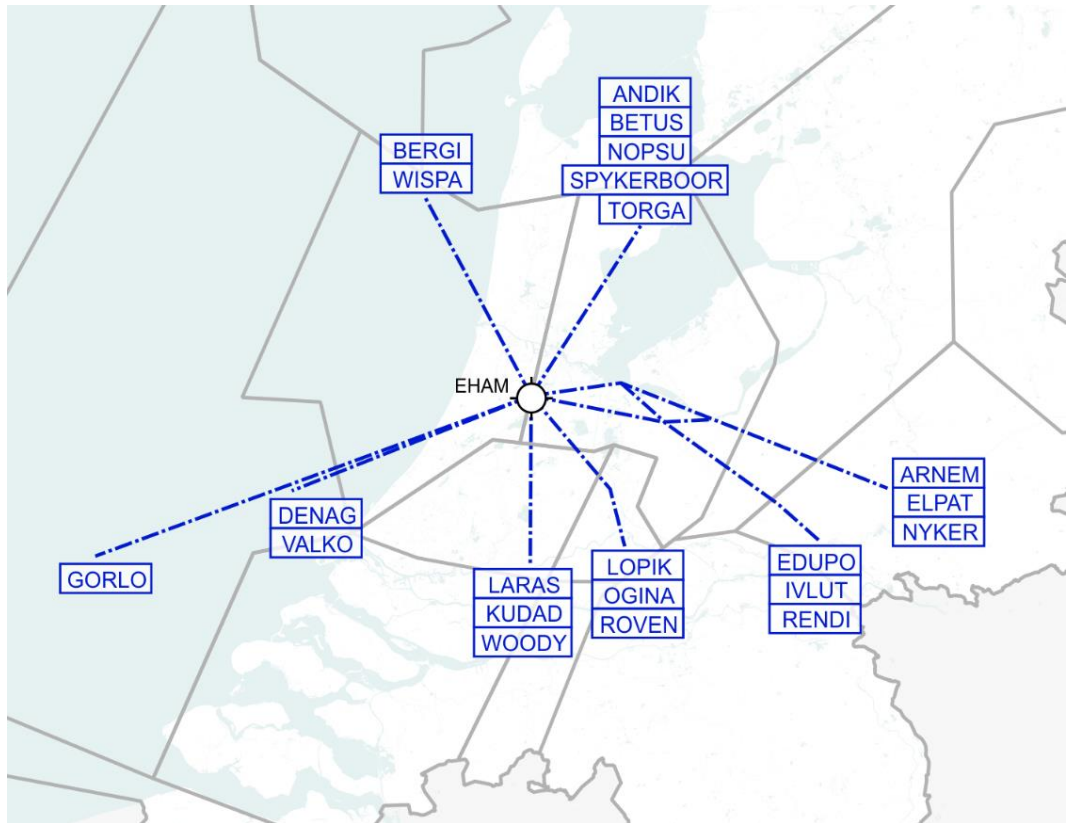 ANDIK
BETUS
NOPSU
SPYKERBOOR
TORGA
BERGI
WISPA
EHAM
ARNEM
ELPAT
NYKER
DENAG
VALKO
GORLO
LARAS
KUDAD
WOODY
LOPIK
OGINA
ROVEN
EDUPO
IVLUT
RENDI